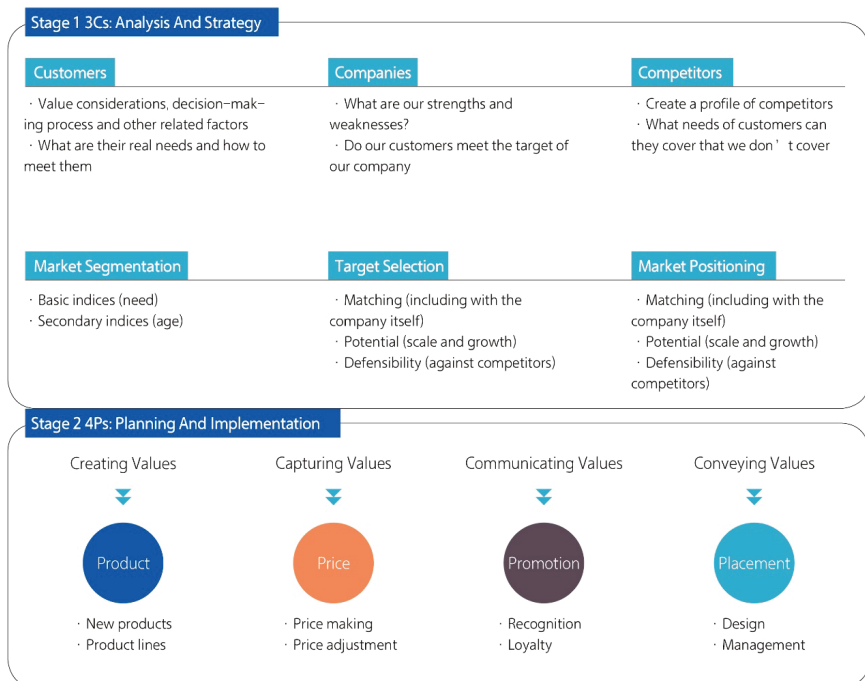 Stage 1 3Cs: Analysis And Strategy
Customers
· Value considerations, decision-mak-
ing process and other related factors
· What are their real needs and how to
meet them
Companies
· What are our strengths and
weaknesses?
· Do our customers meet the target of
our company
Competitors
· Create a profile of competitors
· What needs of customers can
they cover that we don’t cover
Market Segmentation
· Basic indices (need)
· Secondary indices (age)
Target Selection
· Matching (including with the
company itself)
· Potential (scale and growth)
· Defensibility (against competitors)
Market Positioning
· Matching (including with the
company itself)
· Potential (scale and growth)
· Defensibility (against
competitors)
Stage 2 4Ps: Planning And Implementation
Creating Values
Product
· New products
· Product lines
Capturing Values
Price
· Price making
· Price adjustment
Communicating Values
Promotion
· Recognition
· Loyalty
Conveying Values
Placement
· Design
· Management